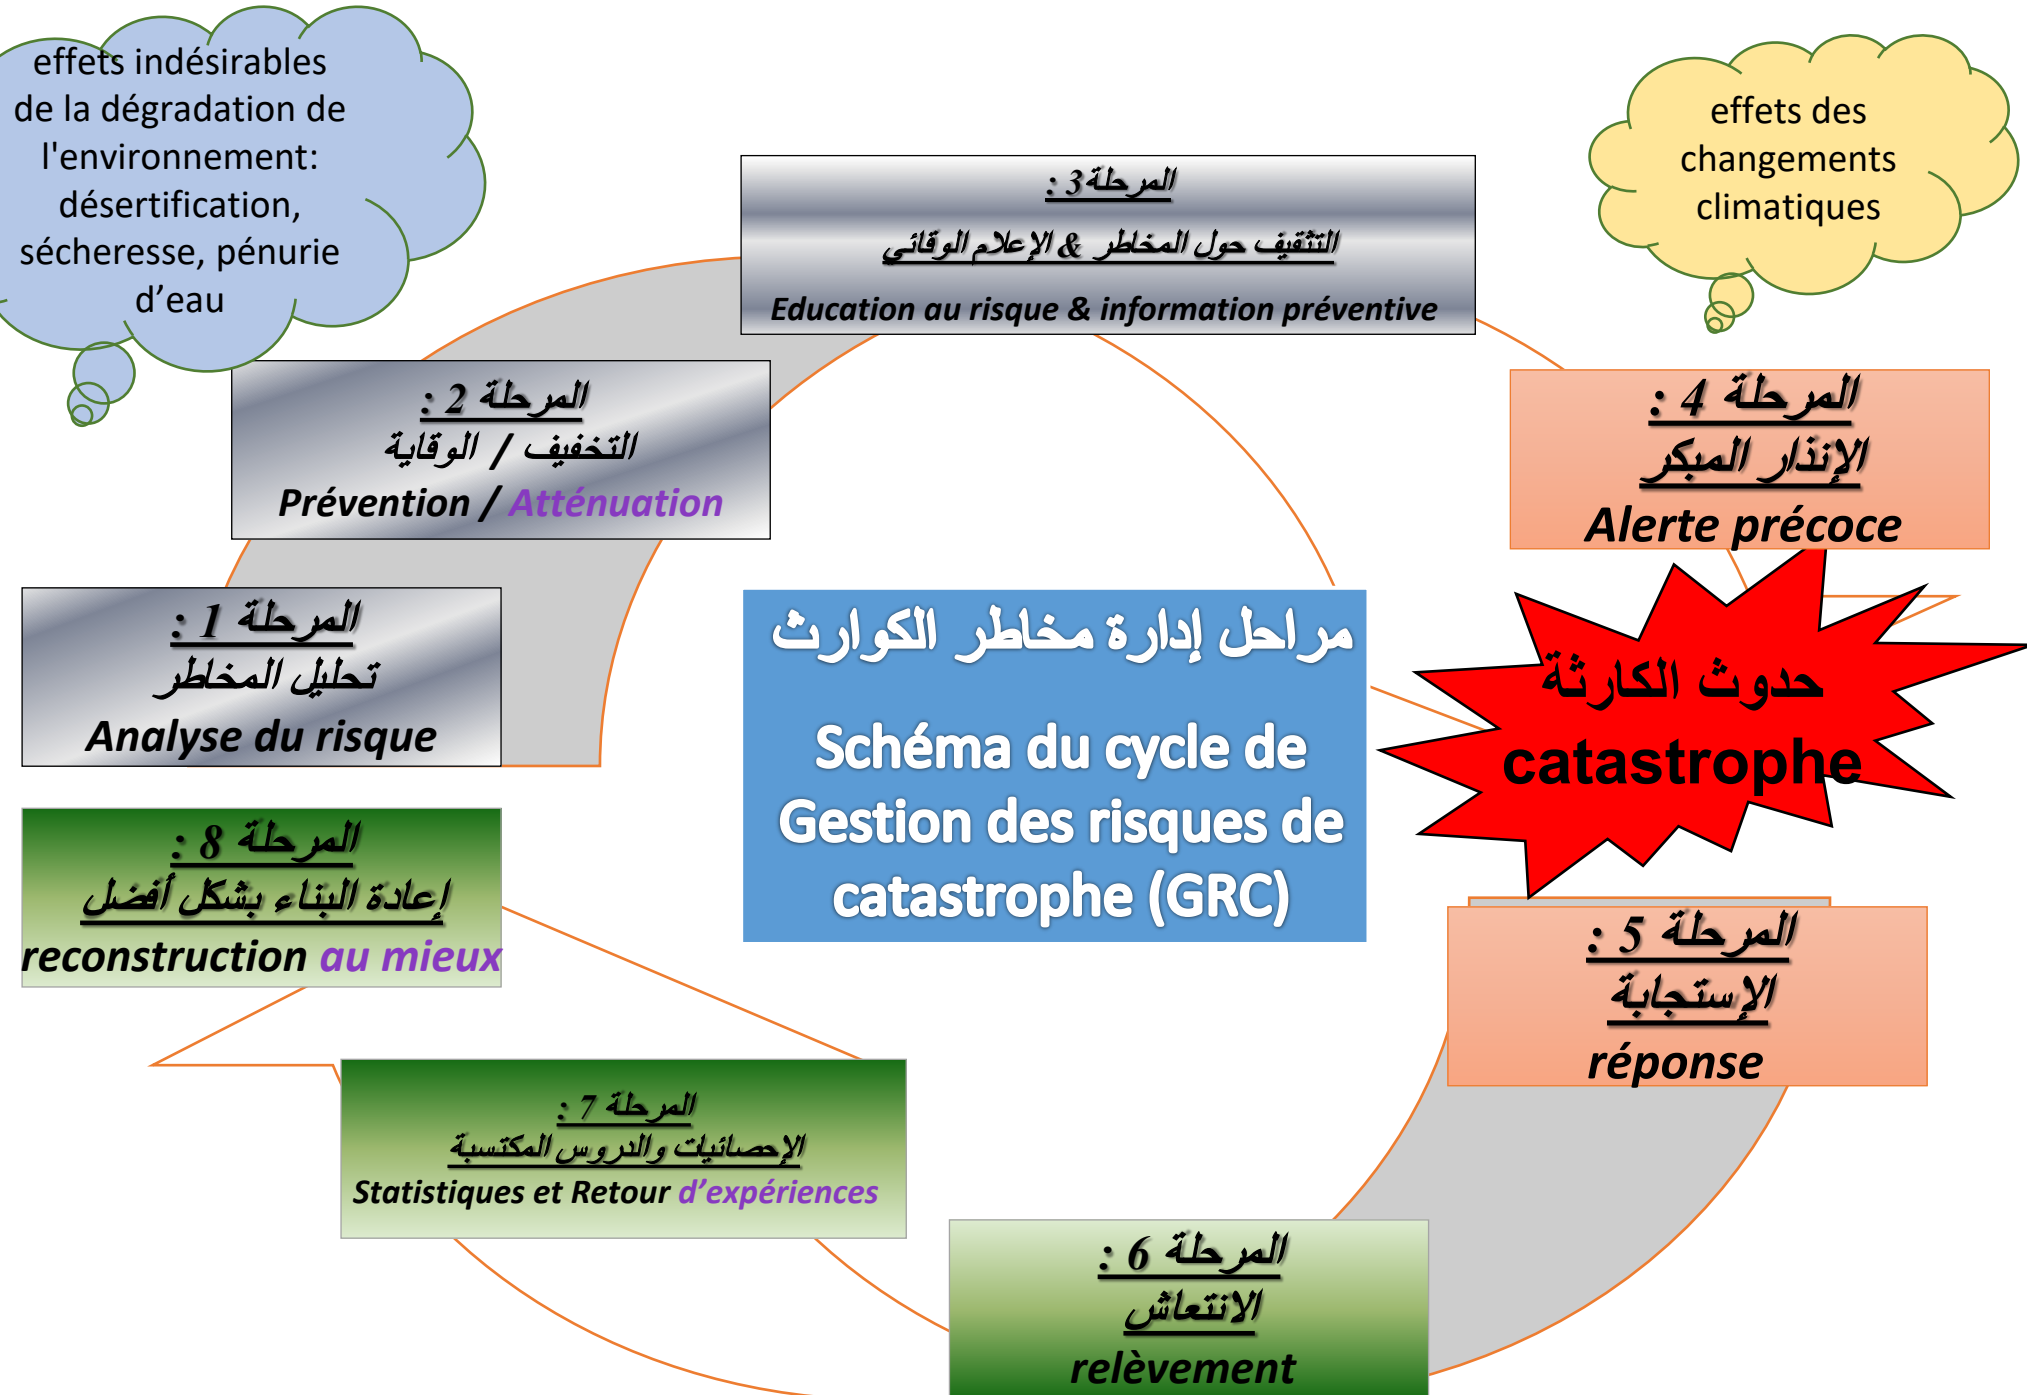 effets indésirables
de la dégradation de
l'environnement:
désertification,
sécheresse, pénurie
d’eau
effets des
changements
climatiques
المرحلة3 :
التثقيف حول المخاطر & الإعلام الوقائي
Education au risque & information préventive
المرحلة 2 :
التخفيف / الوقاية
Prévention / Atténuation
المرحلة 4 :
الإنذار المبكر
Alerte précoce
المرحلة 1 :
تحليل المخاطر
Analyse du risque
مراحل إدارة مخاطر الكوارث
Schéma du cycle de
Gestion des risques de
catastrophe (GRC)
حدوث الكارثة
catastrophe
المرحلة 8 :
إعادة البناء بشكل أفضل
reconstruction au mieux
المرحلة 5 :
الإستجابة
réponse
المرحلة 7 :
الإحصائيات والدروس المكتسبة
Statistiques et Retour d’expériences
المرحلة 6 :
الانتعاش
relèvement